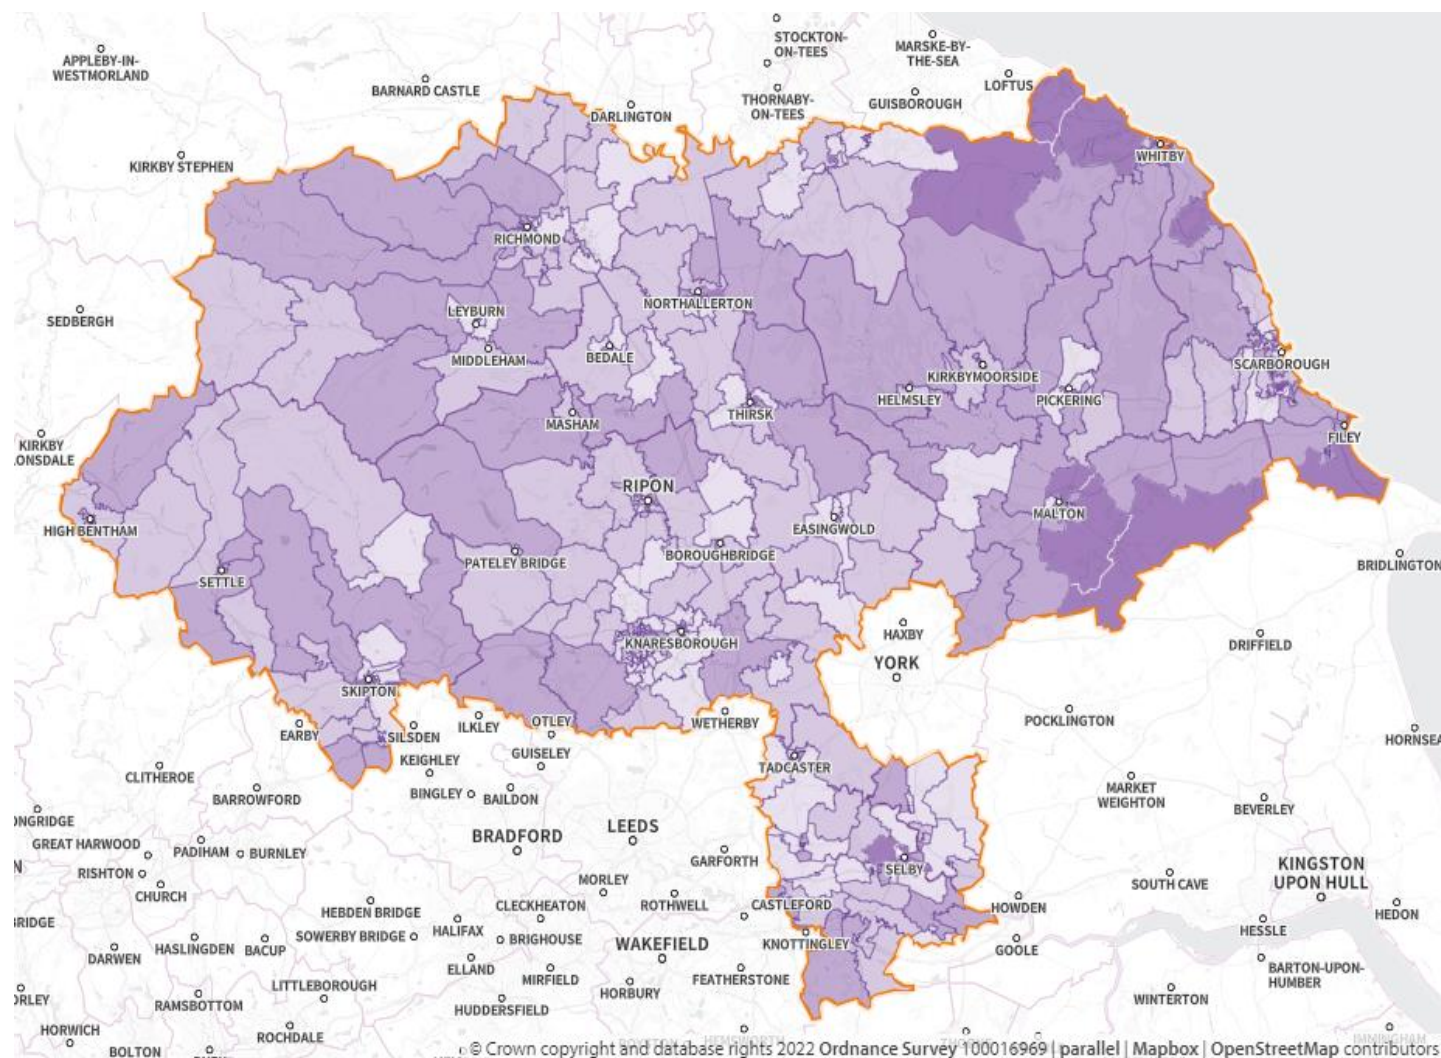 STOCKTON-
ON-TEES
MARSKE-BY-
THE-SEA
APPLEBY-IN-
WESTMORLAND
BARNARD CASTLE
LOFTUS
THORNABY-
ON-TEES
GUISBOROUGH
DARLINGTON
KIRKBY STEPHEN
WHITBY
RICHMOND
SEDBERGH
LEYBURN
NORTHALLERTON
MIDDLEHAM
BEDALE
SCARBOROUGH
KIRKBYMOORSIDE
HELMSLEY
PICKERING
MASHAM
THIRSK
FILEY
KIRKBY
ONSDALE
RIPON
MALTON
HIGH BENTHAM
EASINGWOLD
PATELEY BRIDGE
BOROUGHBRIDGE
BRIDLINGTON
SETTLE
HAXBY
KNARESBOROUGH
DRIFFIELD
YORK
SKIPTON
EARBY
SILSDEN
ILKLEY
OTLEY
WETHERBY
POCKLINGTON
GUISELEY
HORNSEA
KEIGHLEY
TADCASTER
CLITHEROE
BARROWFORD
BINGLEY
BAILDON
MARKET
WEIGHTON
BEVERLEY
ONGRIDGE
BRADFORD
LEEDS
GREAT HARWOOD
PADIHAM
BURNLEY
GARFORTH
SELBY
KINGSTON
UPON HULL
RISHTON
CHURCH
MORLEY
SOUTH CAVE
CLECKHEATON
ROTHWELL
CASTLEFORD
HOWDEN
HEDON
BRIDGE
HEBDEN BRIDGE
HALIFAX
SOWERBY BRIDGE
BRIGHOUSE
WAKEFIELD
KNOTTINGLEY
GOOLE
HESSLE
DARWEN
HASLINGDEN
BACUP
ELLAND
MIRFIELD
HORBURY
FEATHERSTONE
BARTON-UPON-
HUMBER
LITTLEBOROUGH
RAMSBOTTOM
HUDDERSFIELD
WINTERTON
ORLEY
HORWICH
ROCHDALE
BOLTON
HEMSWORTH
IMMINGHAM
© Crown copyright and database rights 2022 Ordnance Survey 100016969 | parallel | Mapbox | OpenStreetMap contributors